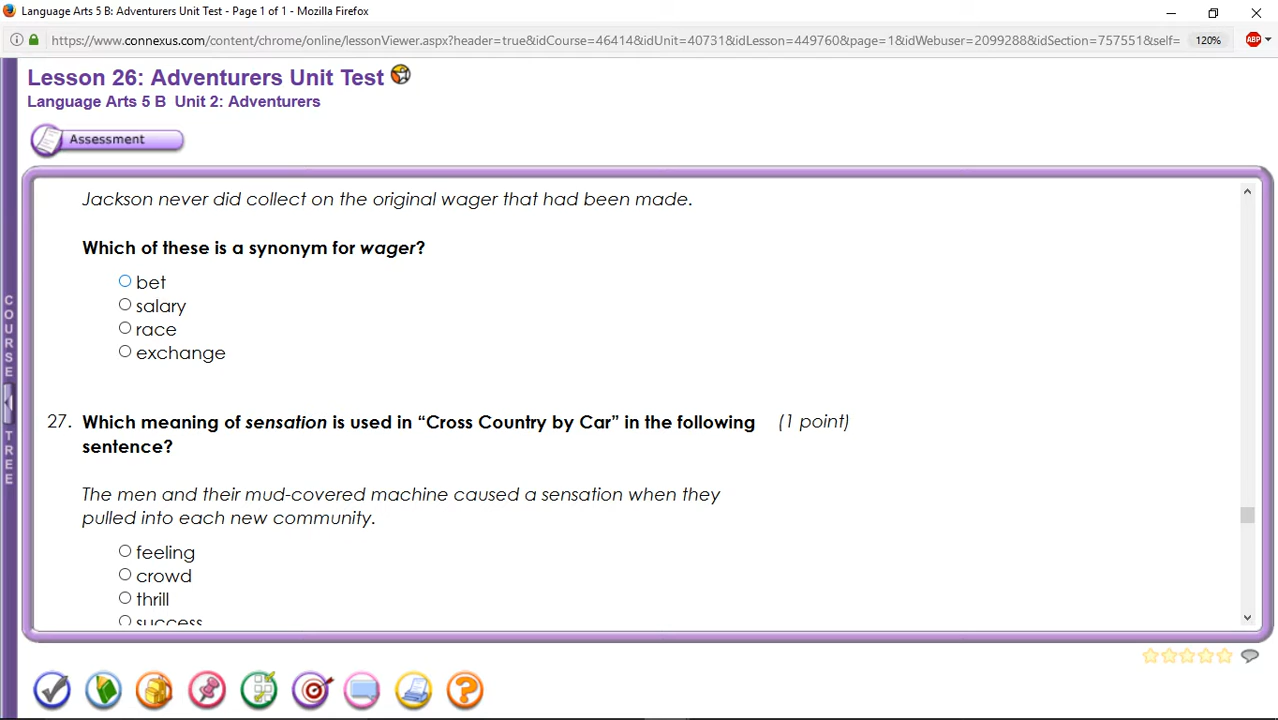 Language Arts 5 B: Adventurers Unit Test - Page 1 of 1 - Mozilla Firefox
https://www.connexus.com/content/chrome/online/lessonViewer.aspx?header=true&idCourse=46414&idUnit=40731&idLesson=449760&page=1&idWebuser=2099288&idSection=757551&self=
120%
ABP
Lesson 26: Adventurers Unit Test
Language Arts 5 B Unit 2: Adventurers
Assessment
COURSE TREE
Jackson never did collect on the original wager that had been made.
Which of these is a synonym for wager?
bet
salary
race
exchange
27. Which meaning of sensation is used in “Cross Country by Car” in the following (1 point)
sentence?
The men and their mud-covered machine caused a sensation when they
pulled into each new community.
feeling
crowd
thrill
success